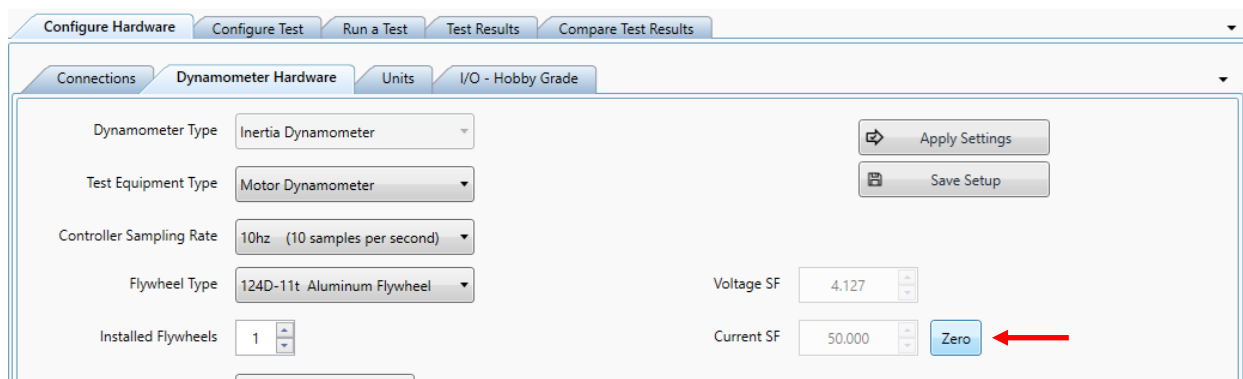 Configure Hardware Configure Test Run a Test Test Results Compare Test Results
Connections Dynamometer Hardware Units I/O - Hobby Grade
Dynamometer Type Inertia Dynamometer Apply Settings
Test Equipment Type Motor Dynamometer Save Setup
Controller Sampling Rate 10hz (10 samples per second)
Flywheel Type 124D-11t Aluminum Flywheel Voltage SF 4.127
Installed Flywheels 1 Current SF 50.000 Zero